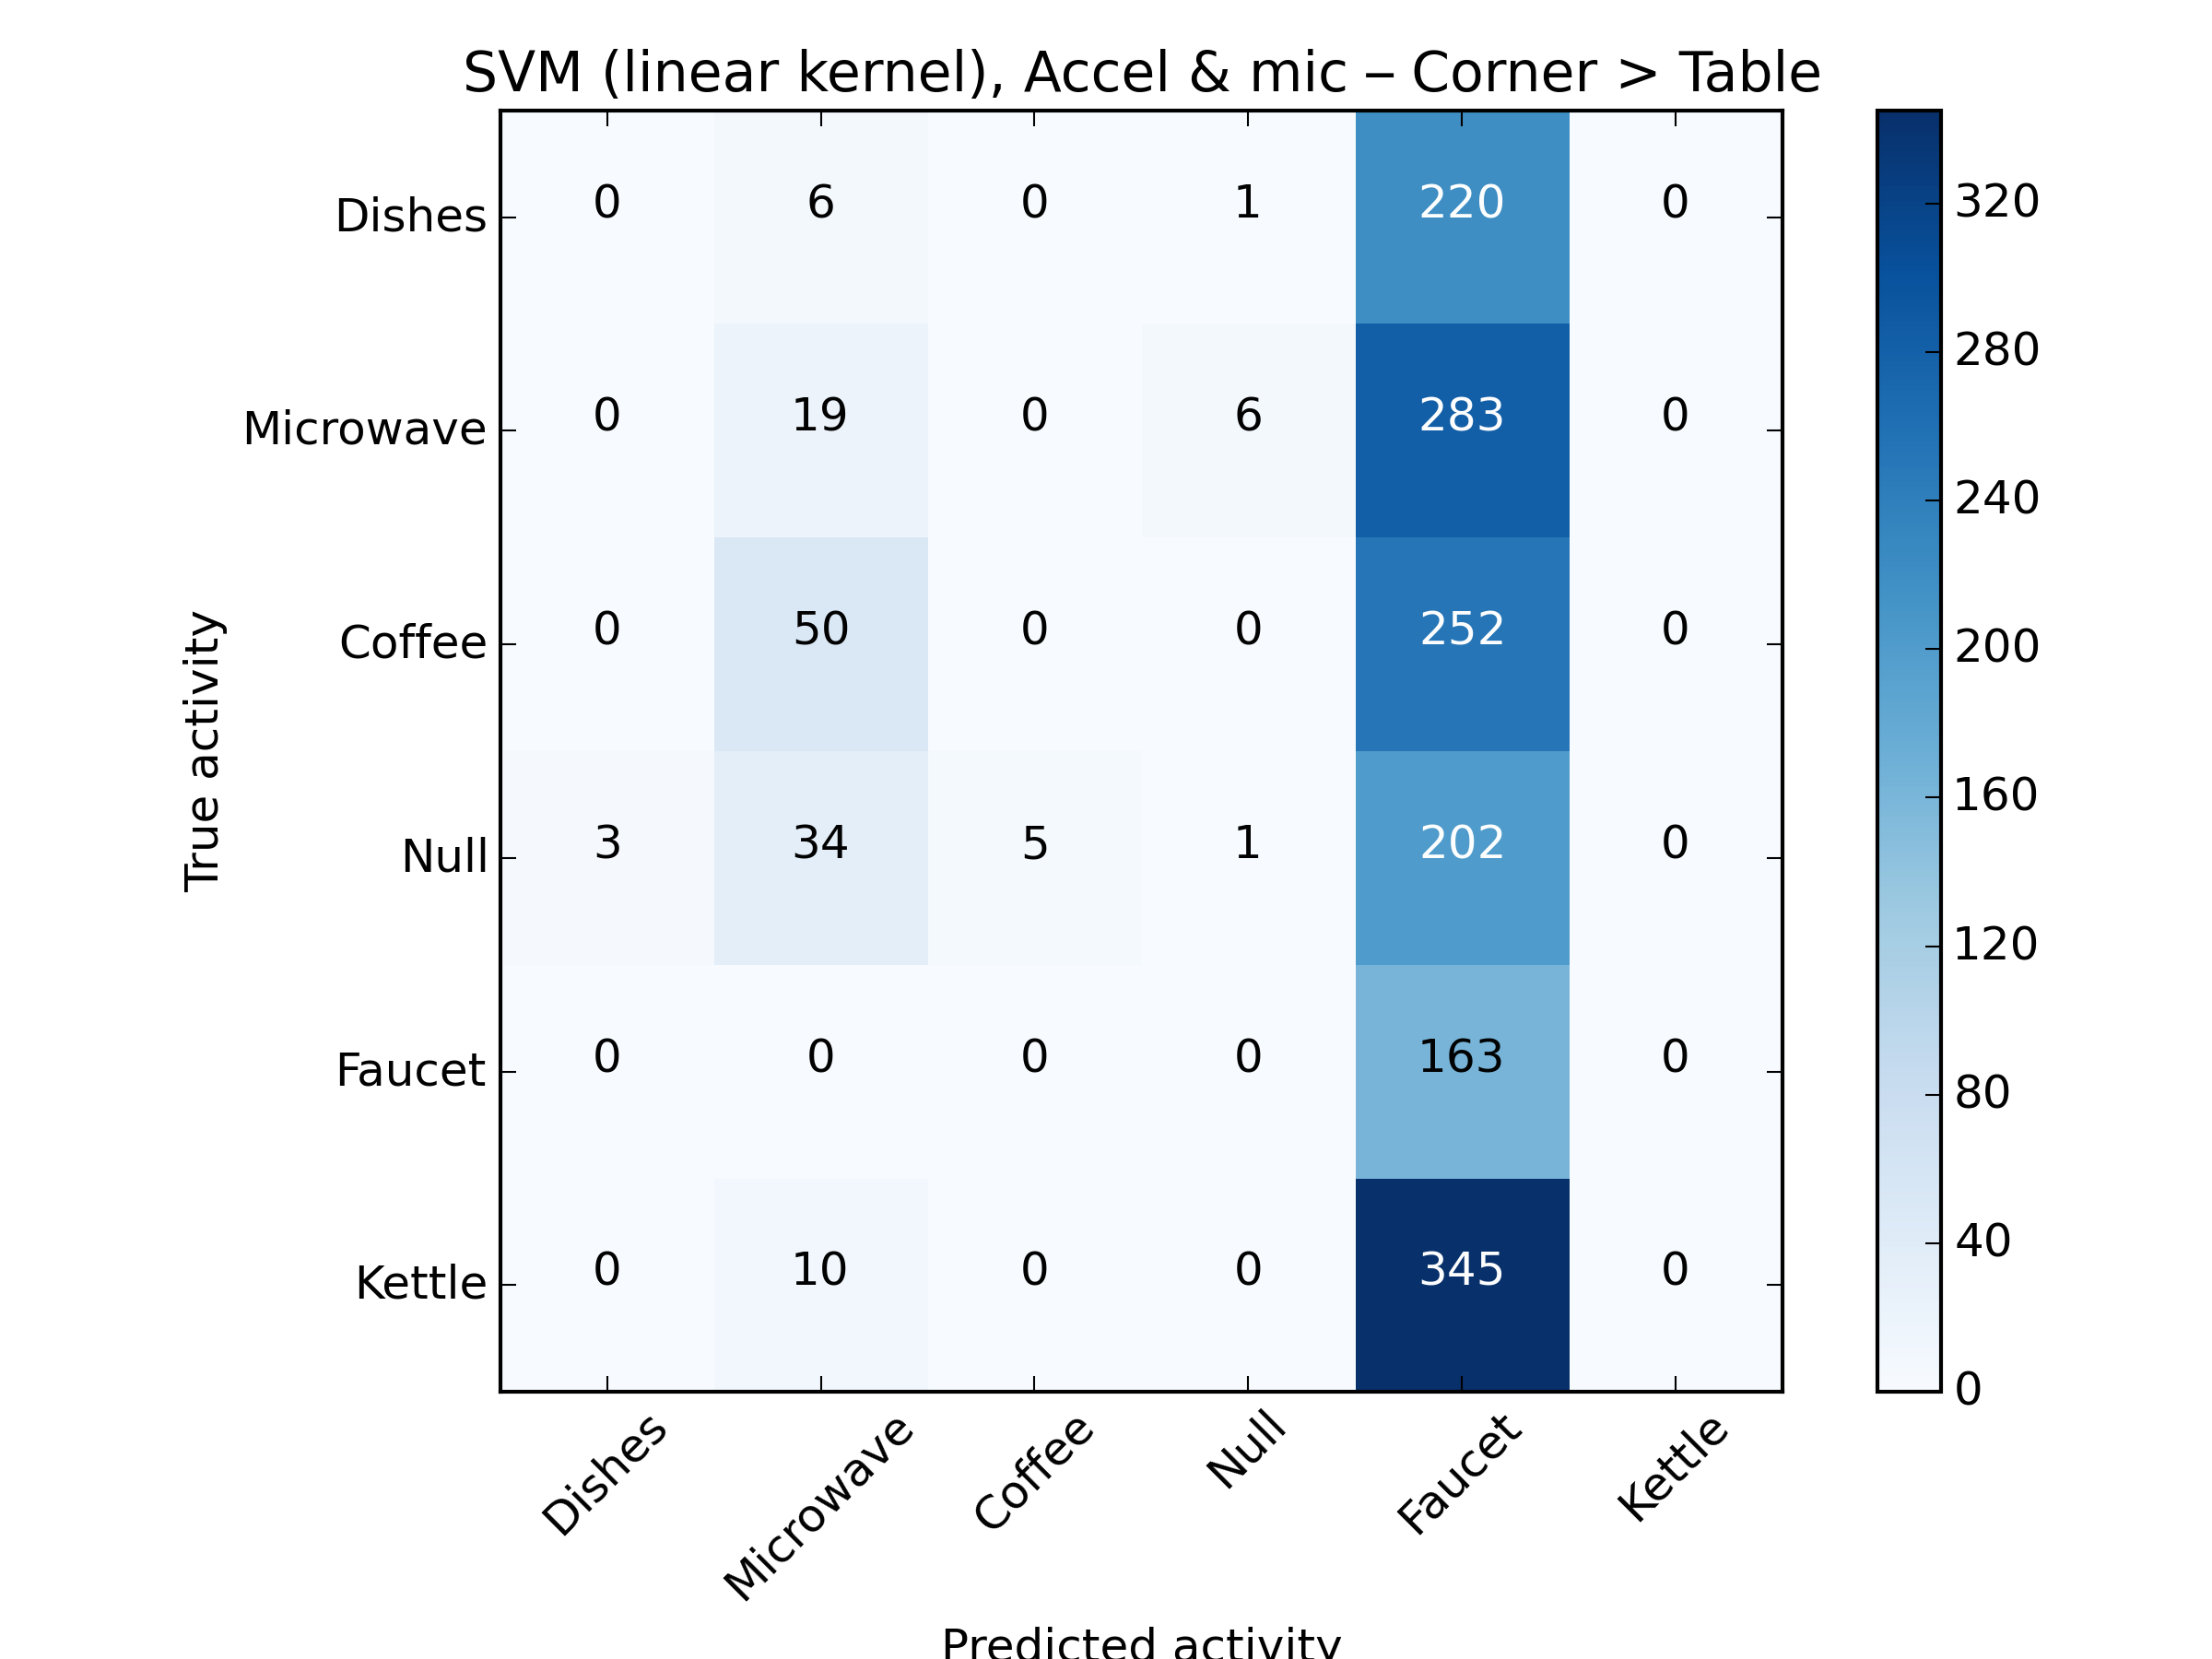 SVM (linear kernel), Accel & mic – Corner > Table
Dishes 0 6 0 1 220 0
Microwave 0 19 0 6 283 0
Coffee 0 50 0 0 252 0
Null 3 34 5 1 202 0
Faucet 0 0 0 0 163 0
Kettle 0 10 0 0 345 0
True activity
Dishes Microwave Coffee Null Faucet Kettle
Predicted activity
320
280
240
200
160
120
80
40
0